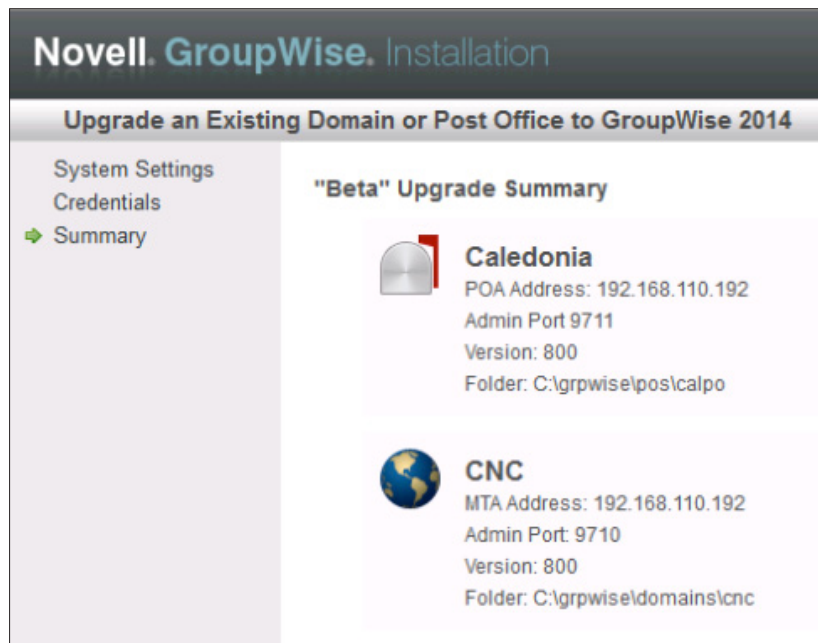 Novell. GroupWise. Installation
Upgrade an Existing Domain or Post Office to GroupWise 2014
System Settings
Credentials
Summary
"Beta" Upgrade Summary
Caledonia
POA Address: 192.168.110.192
Admin Port 9711
Version: 800
Folder: C:\grpwise\pos\calpo
CNC
MTA Address: 192.168.110.192
Admin Port: 9710
Version: 800
Folder: C:\grpwise\domains\cnc